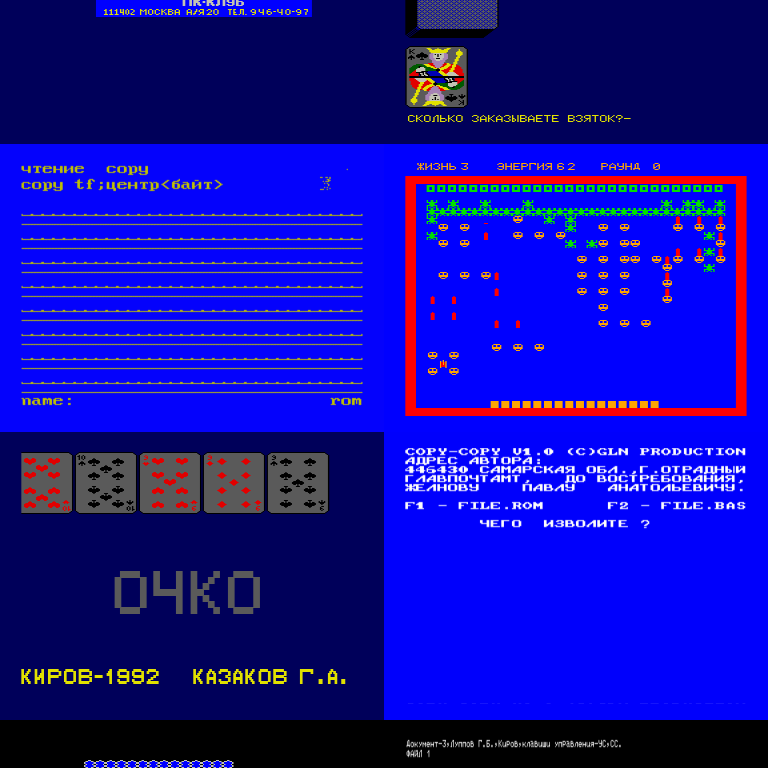 ПК-КЛУБ
111402 МОСКВА А/Я 20 ТЕЛ. 946-40-97
СКОЛЬКО ЗАКАЗЫВАЕТЕ ВЗЯТОК?-
чтение copy
copy tf;центр<байт>
name: rom
ЖИЗНЬ 3 ЭНЕРГИЯ 62 РАУНД 0
ОЧКО
КИРОВ-1992 КАЗАКОВ Г.А.
COPY-COPY V1.0 (C)GLN PRODUCTION
АДРЕС АВТОРА:
446430 САМАРСКАЯ ОБЛ.,Г.ОТРАДНЫЙ
ГЛАВПОЧТАМТ, ДО ВОСТРЕБОВАНИЯ,
ЖЕЛНОВУ ПАВЛУ АНАТОЛЬЕВИЧУ.
F1 - FILE.ROM F2 - FILE.BAS
ЧЕГО ИЗВОЛИТЕ ?
Документ-3,Луппов Г.Б.,Киров,клавиши управления-УС,СС.
ФАЙЛ 1